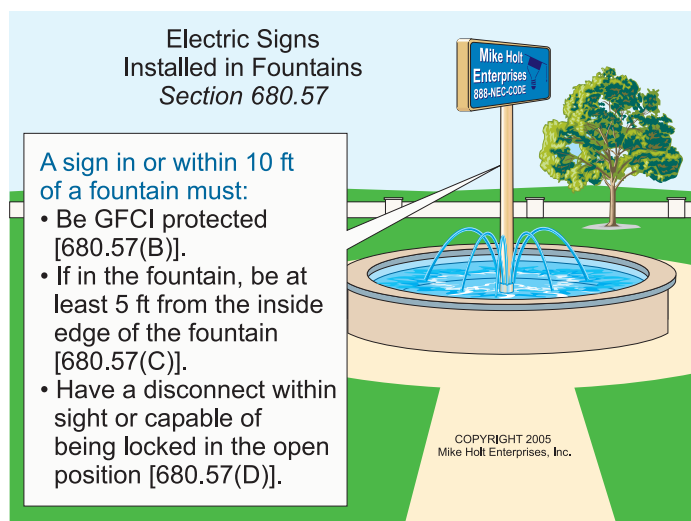 Electric Signs
Installed in Fountains
Section 680.57
Mike Holt
Enterprises
888-NEC-CODE
A sign in or within 10 ft
of a fountain must:
• Be GFCI protected
[680.57(B)].
• If in the fountain, be at
least 5 ft from the inside
edge of the fountain
[680.57(C)].
• Have a disconnect within
sight or capable of
being locked in the open
position [680.57(D)].
COPYRIGHT 2005
Mike Holt Enterprises, Inc.